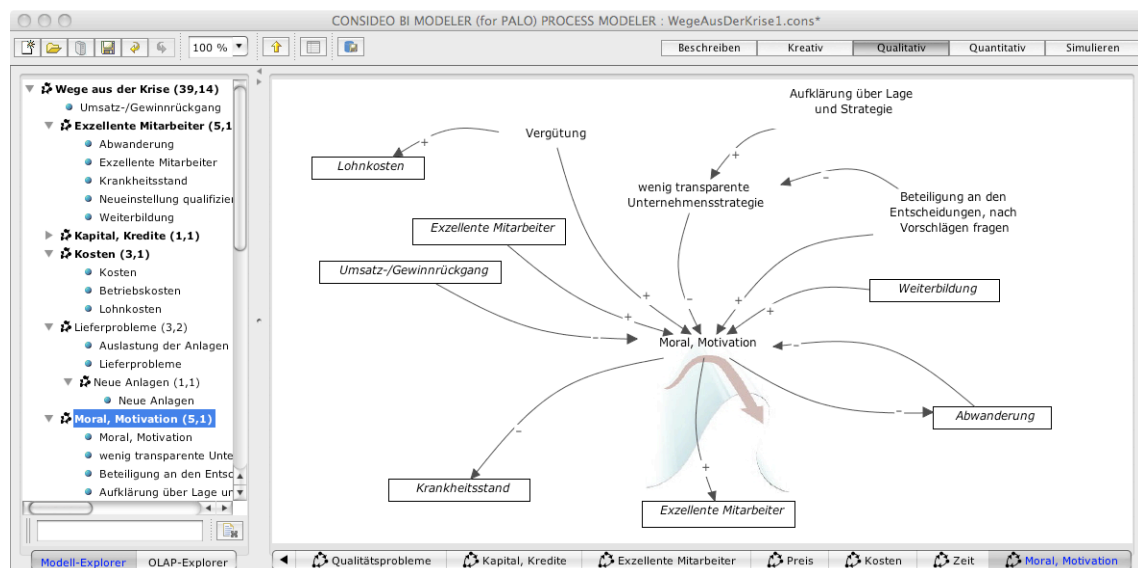 CONSIDEO BI MODELER (for PALO) PROCESS MODELER : WegeAusDerKrise1.cons*
100 %
Beschreiben
Kreativ
Qualitativ
Quantitativ
Simulieren
Wege aus der Krise (39,14)
Umsatz-/Gewinnrückgang
Exzellente Mitarbeiter (5,1
Abwanderung
Exzellente Mitarbeiter
Krankheitsstand
Neueinstellung qualifizier
Weiterbildung
Kapital, Kredite (1,1)
Kosten (3,1)
Kosten
Betriebskosten
Lohnkosten
Lieferprobleme (3,2)
Auslastung der Anlagen
Lieferprobleme
Neue Anlagen (1,1)
Neue Anlagen
Moral, Motivation (5,1)
Moral, Motivation
wenig transparente Unte
Beteiligung an den Entsc
Aufklärung über Lage ur
Modell-Explorer
OLAP-Explorer
Aufklärung über Lage
und Strategie
Vergütung
+
Lohnkosten
+
wenig transparente
Unternehmensstrategie
–
Beteiligung an den
Entscheidungen, nach
Vorschlägen fragen
Exzellente Mitarbeiter
Umsatz-/Gewinnrückgang
Weiterbildung
+
–
+
+
+
–
Moral, Motivation
–
–
Abwanderung
–
Krankheitsstand
+
Exzellente Mitarbeiter
Qualitätsprobleme
Kapital, Kredite
Exzellente Mitarbeiter
Preis
Kosten
Zeit
Moral, Motivation